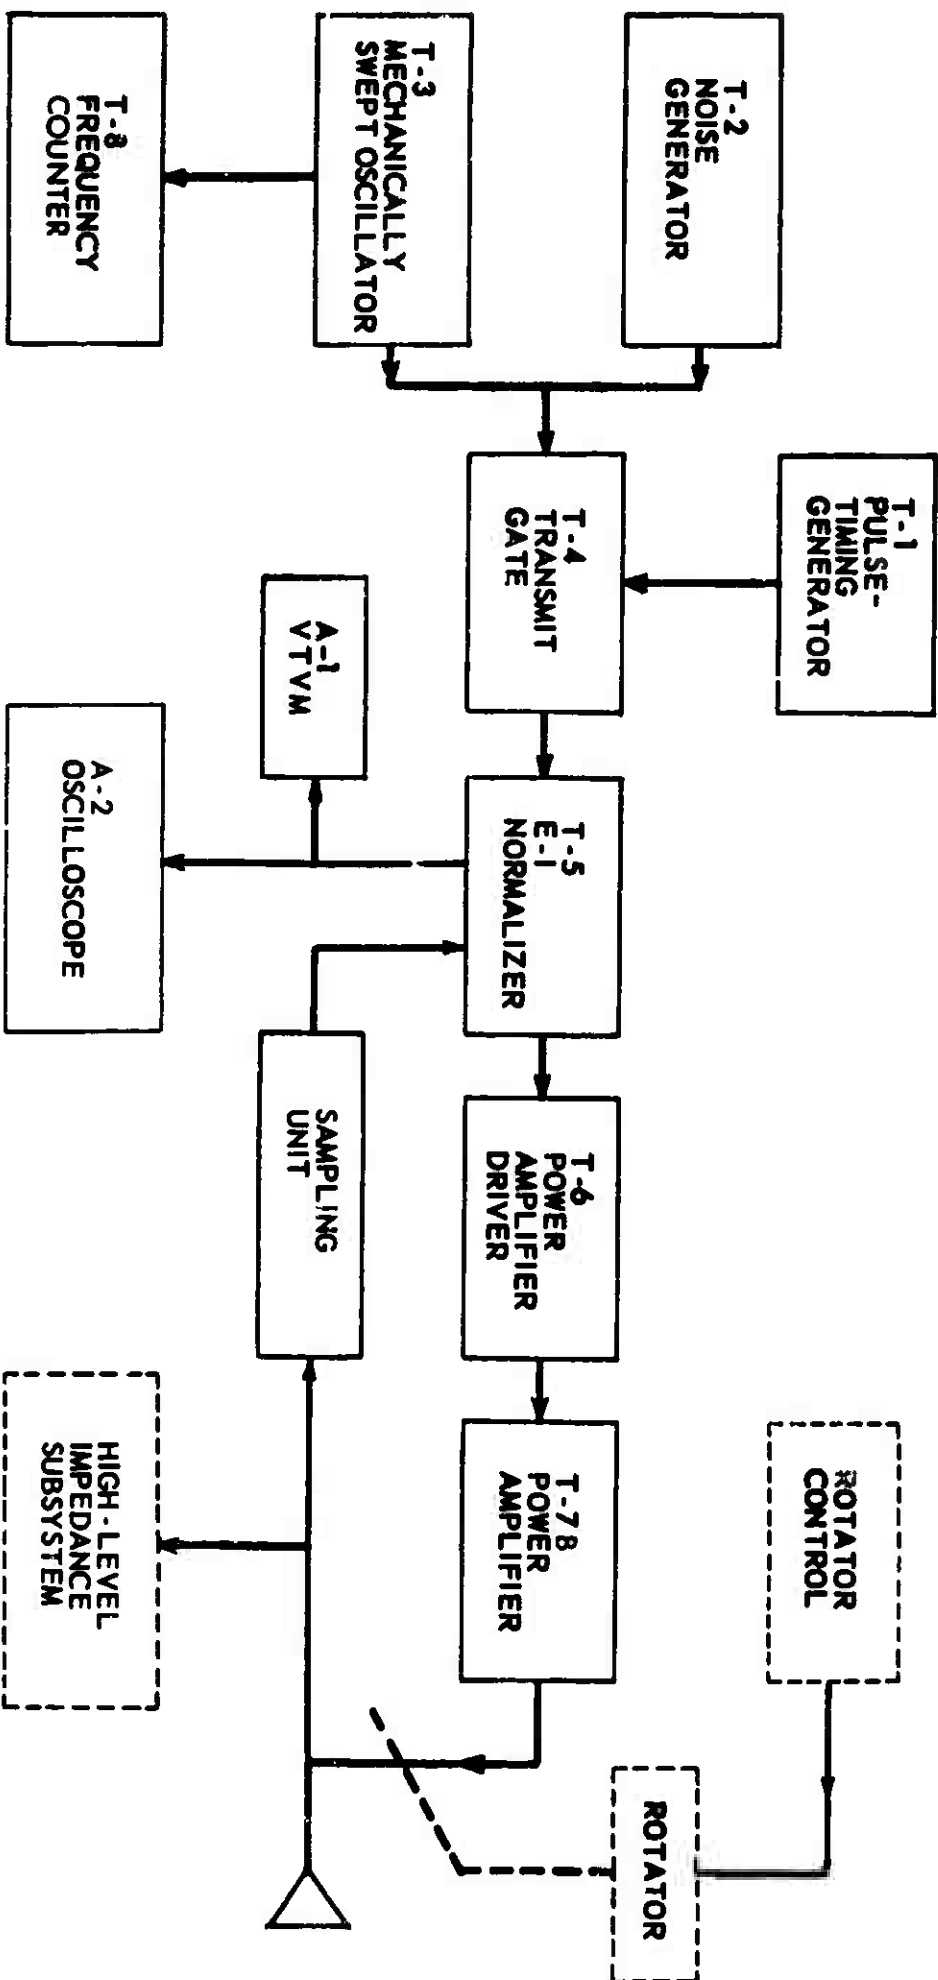 T-1
PULSE-
TIMING
GENERATOR
ROTATOR
CONTROL
T-2
NOISE
GENERATOR
T-4
TRANSMIT
GATE
T-5
E-1
NORMALIZER
T-6
POWER
AMPLIFIER
DRIVER
T-7B
POWER
AMPLIFIER
ROTATOR
T-3
MECHANICALLY
SWEPT OSCILLATOR
A-1
VTVM
SAMPLING
UNIT
T-8
FREQUENCY
COUNTER
A-2
OSCILLOSCOPE
HIGH-LEVEL
IMPEDANCE
SUBSYSTEM